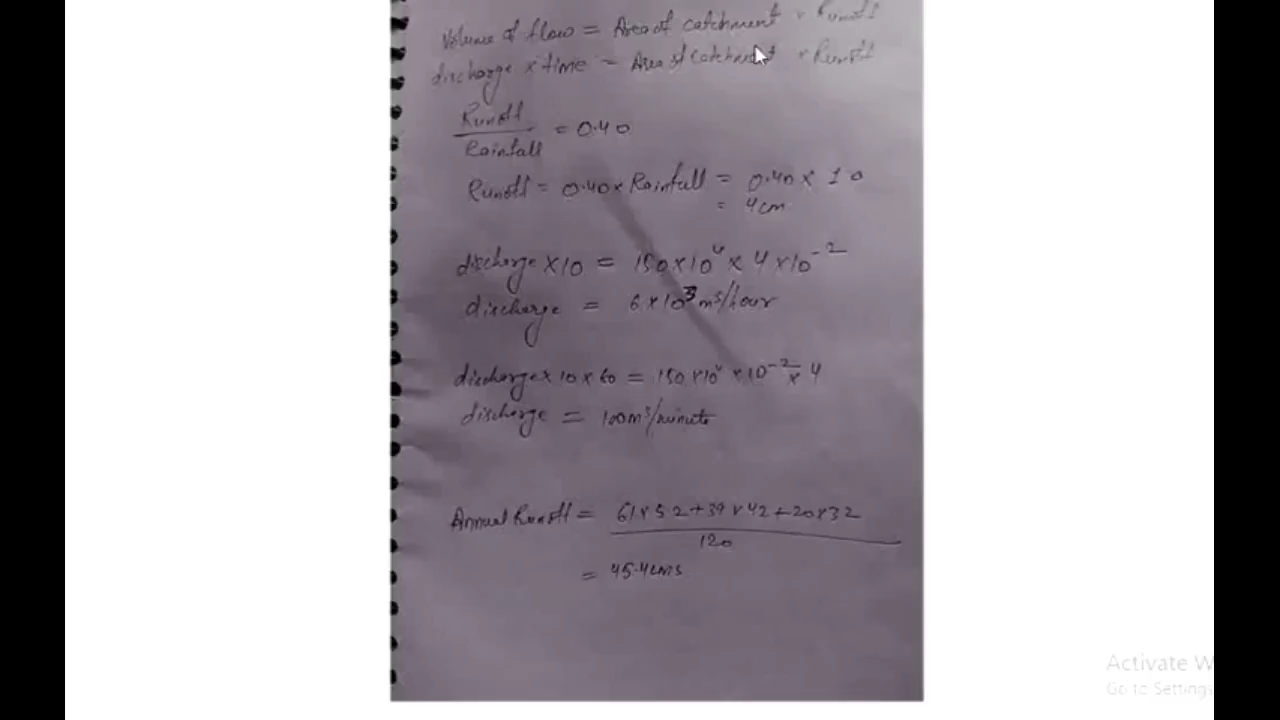 Volume of flow = Area of catchment × Runoff
discharge × time = Area of catchment × Runoff
Runoff
Rainfall = 0.40
Runoff = 0.40 × Rainfall = 0.40 × 10
= 4cm
discharge × 10 = 150 × 10⁴ × 4 × 10⁻²
discharge = 6 × 10³ m³/hour
discharge × 10 × 60 = 150 × 10⁴ × 10⁻² × 4
discharge = 100m³/minute
Annual Runoff = 61 × 52 + 39 × 42 + 20 × 32
120
= 45.4cms
Activate W
Go to Settings